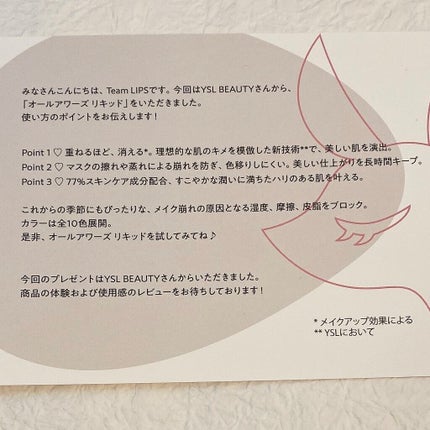 みなさんこんにちは、Team LIPSです。今回はYSL BEAUTYさんから、
「オールアワーズ リキッド」をいただきました。
使い方のポイントをお伝えします！
Point 1 ♡ 重ねるほど、消える*。理想的な肌のキメを模倣した新技術**で、美しい肌を演出。
Point 2 ♡ マスクの擦れや蒸れによる崩れを防ぎ、色移りしにくい。美しい仕上がりを長時間キープ。
Point 3 ♡ 77%スキンケア成分配合、すこやかな潤いに満ちたハリのある肌を叶える。
これからの季節にもぴったりな、メイク崩れの原因となる湿度、摩擦、皮脂をブロック。
カラーは全10色展開。
是非、オールアワーズ リキッドを試してみてね♪
今回のプレゼントはYSL BEAUTYさんからいただきました。
商品の体験および使用感のレビューをお待ちしております！
* メイクアップ効果による
** YSLにおいて